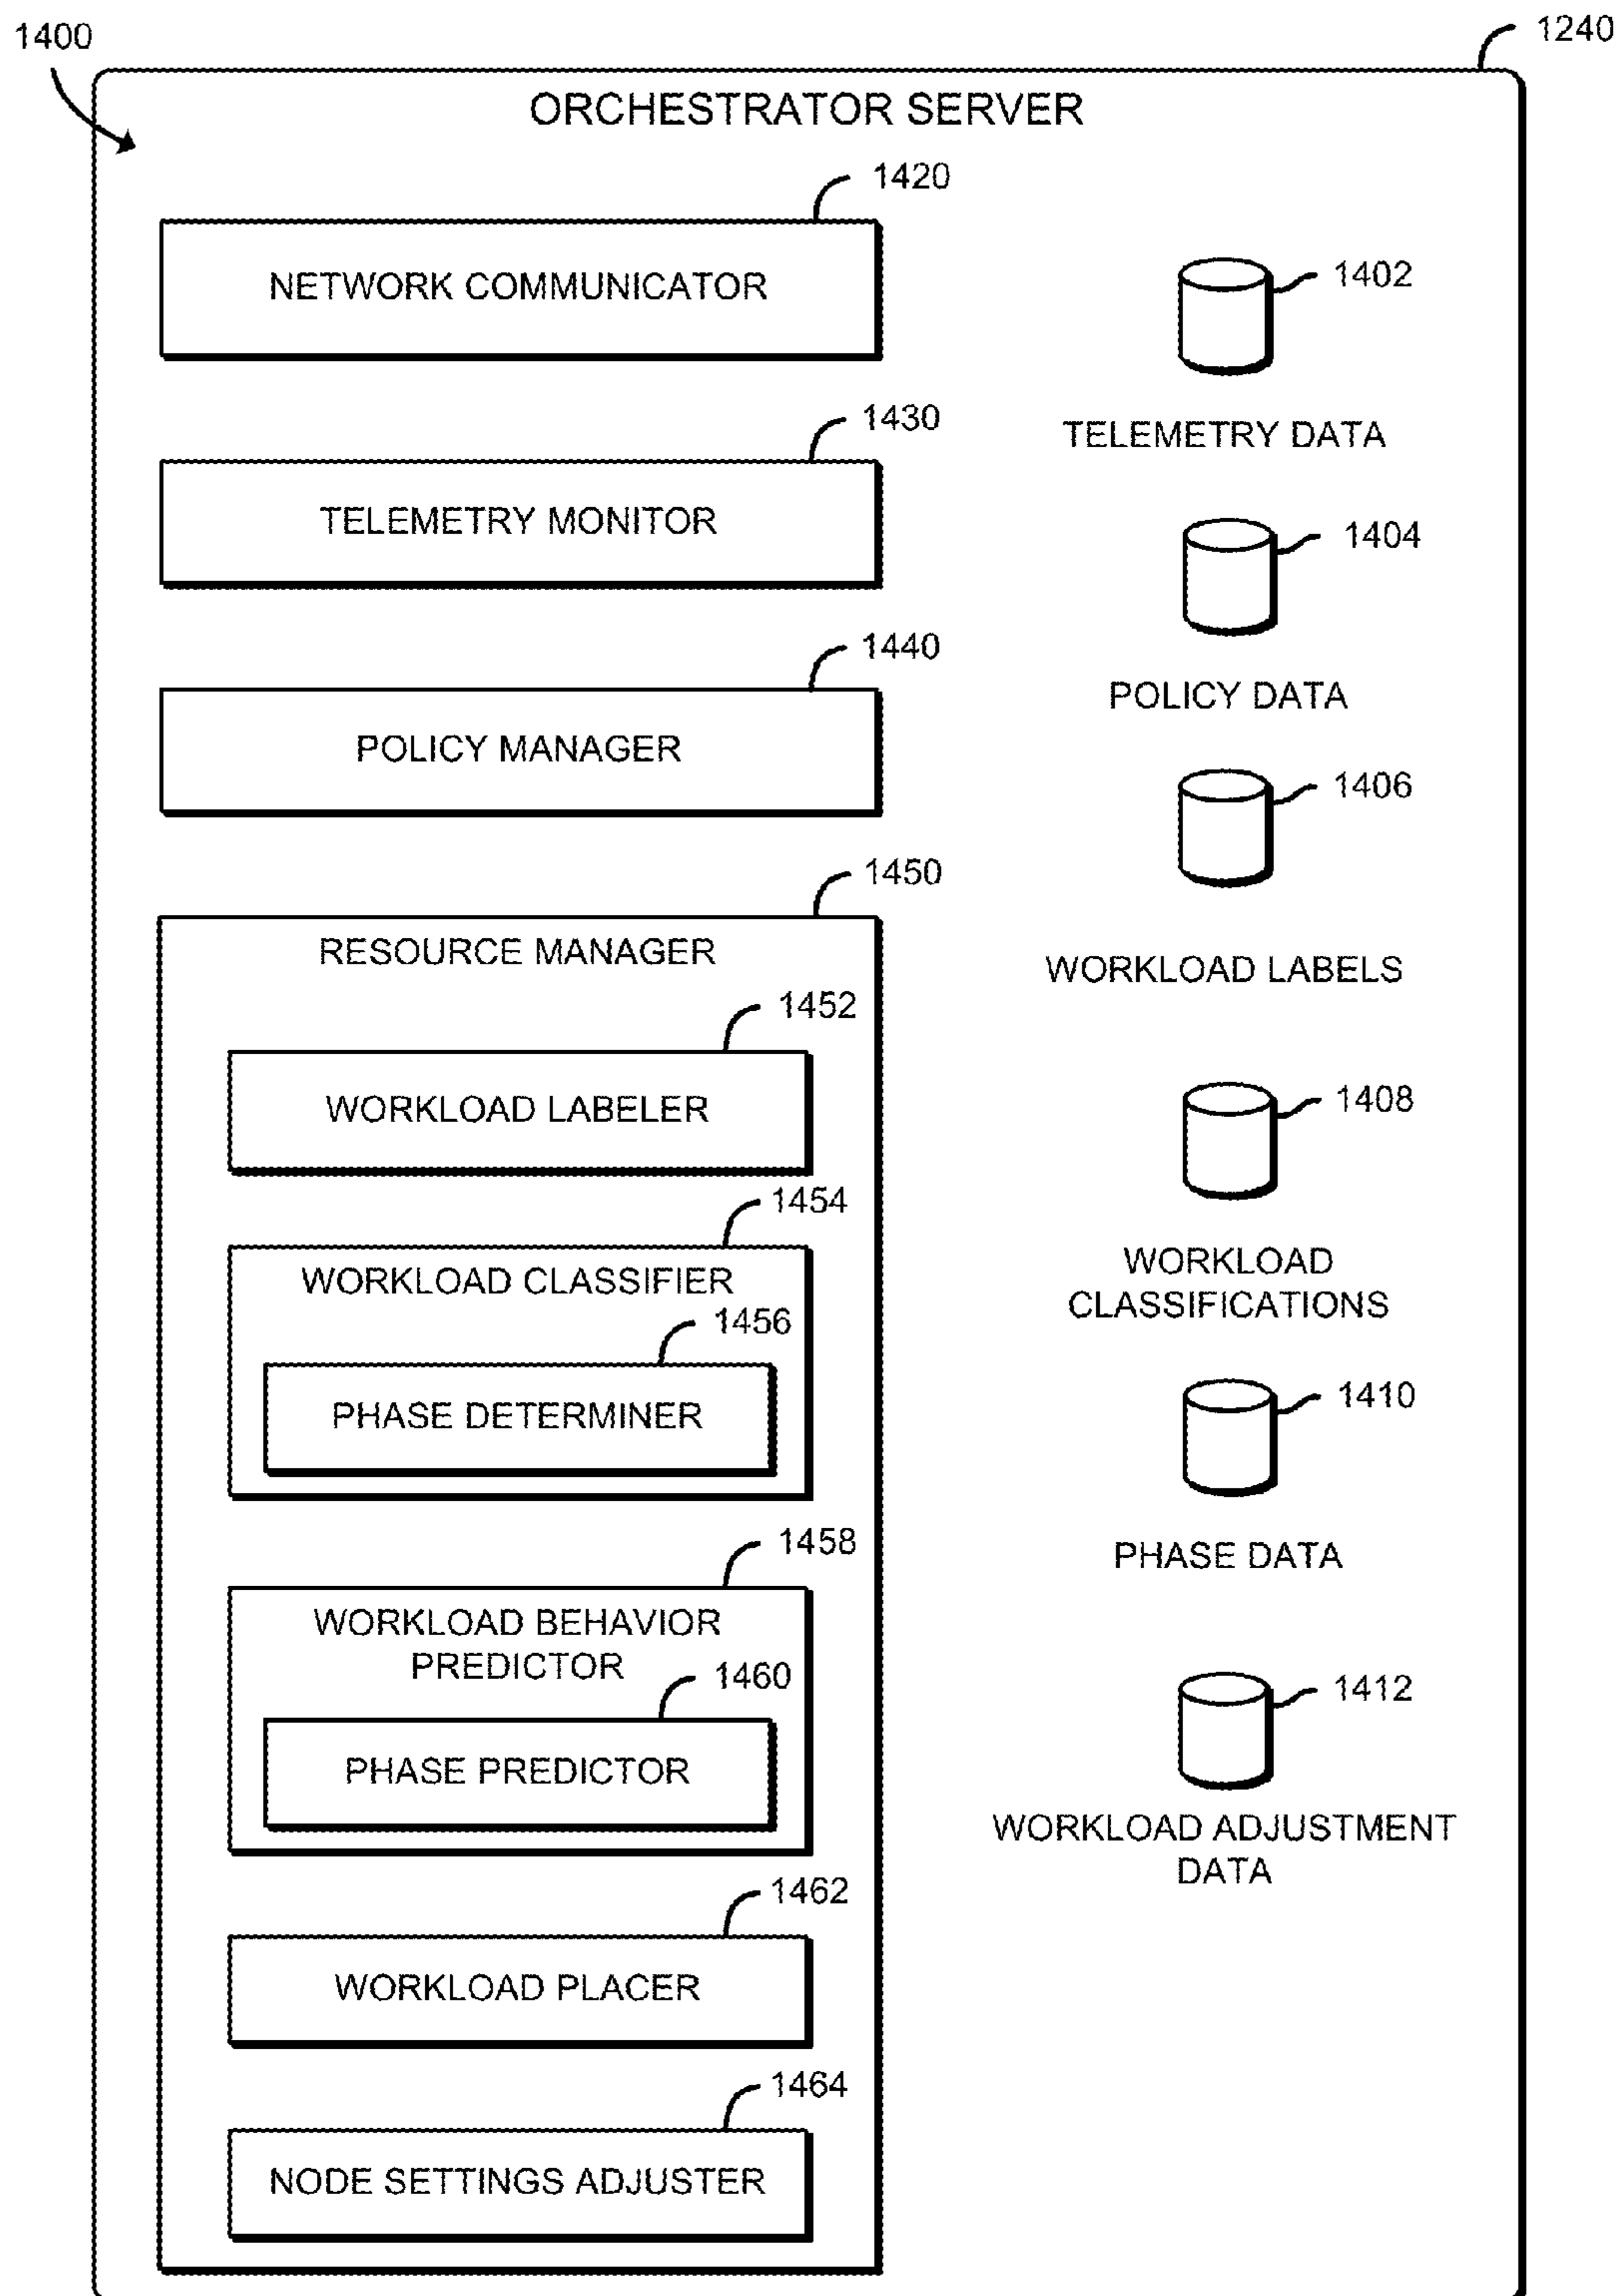 1400
1240
ORCHESTRATOR SERVER
1420
NETWORK COMMUNICATOR
1430
TELEMETRY MONITOR
1440
POLICY MANAGER
1450
RESOURCE MANAGER
1452
WORKLOAD LABELER
1454
WORKLOAD CLASSIFIER
1456
PHASE DETERMINER
1458
WORKLOAD BEHAVIOR
PREDICTOR
1460
PHASE PREDICTOR
1462
WORKLOAD PLACER
1464
NODE SETTINGS ADJUSTER
1402
TELEMETRY DATA
1404
POLICY DATA
1406
WORKLOAD LABELS
1408
WORKLOAD
CLASSIFICATIONS
1410
PHASE DATA
1412
WORKLOAD ADJUSTMENT
DATA